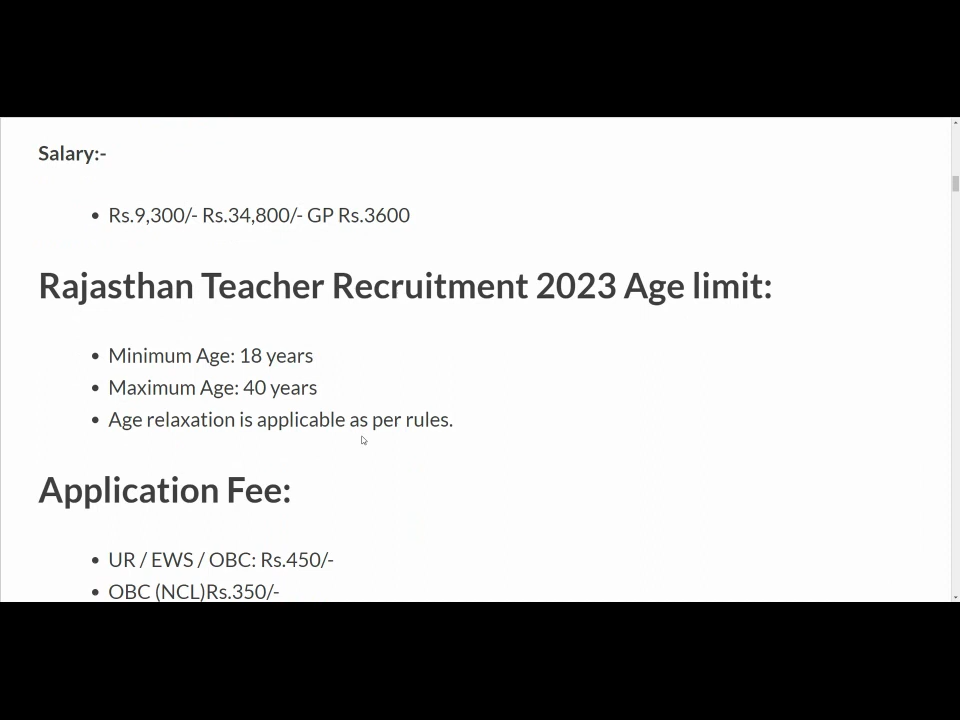 Salary:-
Rs.9,300/- Rs.34,800/- GP Rs.3600
Rajasthan Teacher Recruitment 2023 Age limit:
Minimum Age: 18 years
Maximum Age: 40 years
Age relaxation is applicable as per rules.
Application Fee:
UR / EWS / OBC: Rs.450/-
OBC (NCL)Rs.350/-